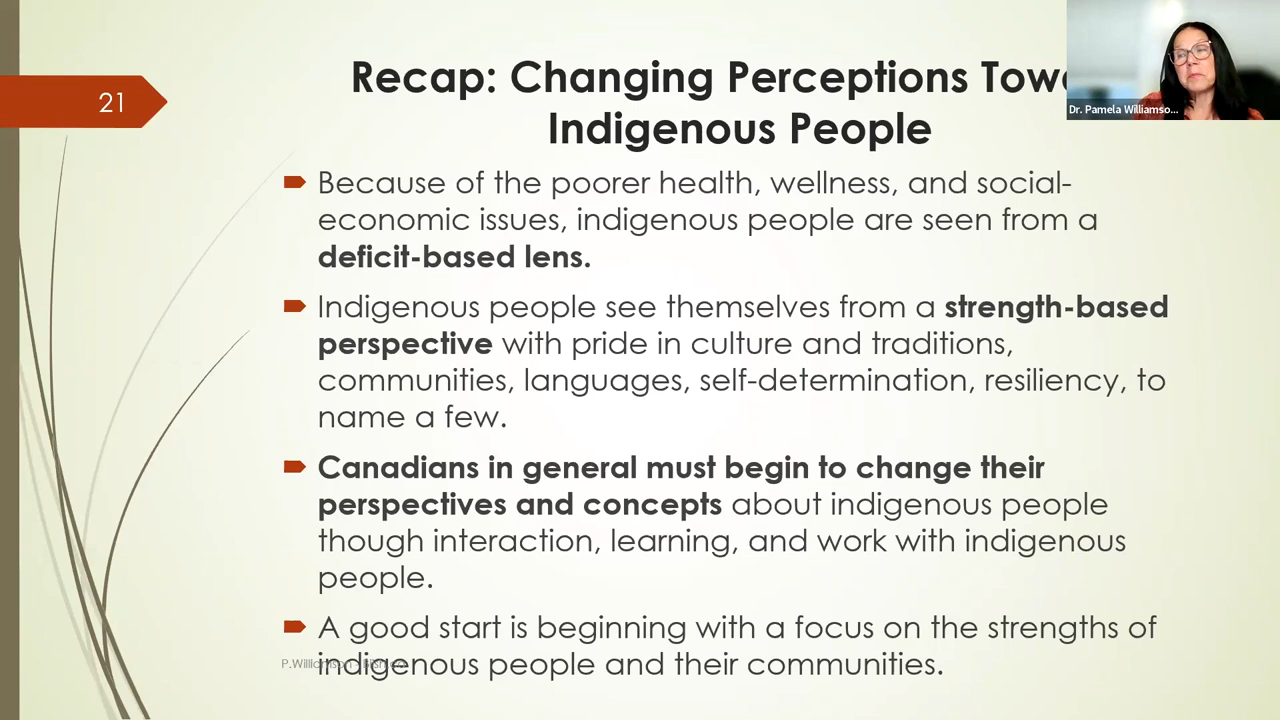 21
Recap: Changing Perceptions Tow
Indigenous People
Dr. Pamela Williamso...
Because of the poorer health, wellness, and social-
economic issues, indigenous people are seen from a
deficit-based lens.
Indigenous people see themselves from a strength-based
perspective with pride in culture and traditions,
communities, languages, self-determination, resiliency, to
name a few.
Canadians in general must begin to change their
perspectives and concepts about indigenous people
though interaction, learning, and work with indigenous
people.
A good start is beginning with a focus on the strengths of
indigenous people and their communities.
P.Williamson